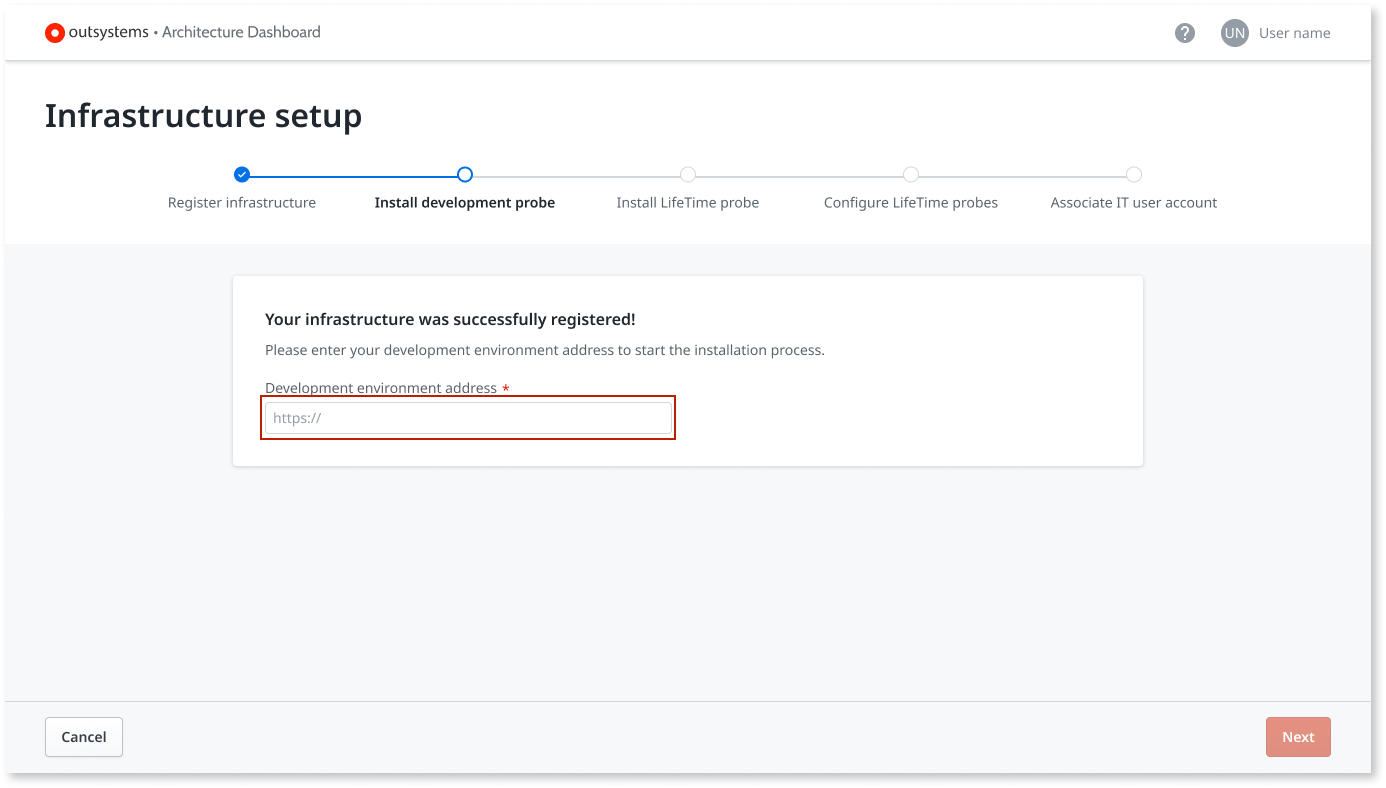 outsystems • Architecture Dashboard
? UN User name
Infrastructure setup
Register infrastructure Install development probe Install LifeTime probe Configure LifeTime probes Associate IT user account
Your infrastructure was successfully registered!
Please enter your development environment address to start the installation process.
Development environment address *
https://
Cancel Next